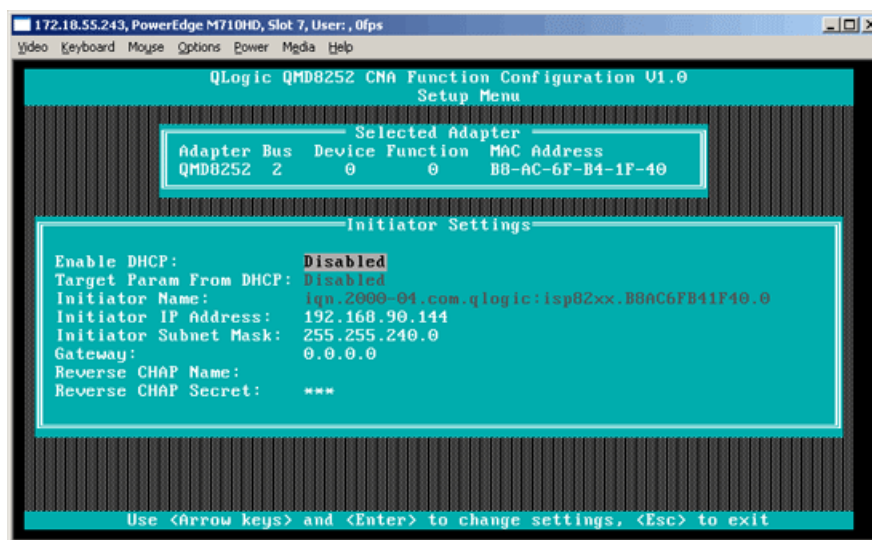 172.18.55.243, PowerEdge M710HD, Slot 7, User: , 0fps
Video Keyboard Mouse Options Power Media Help
QLogic QMD8252 CNA Function Configuration V1.0
Setup Menu
Selected Adapter
Adapter Bus Device Function MAC Address
QMD8252 2 0 0 B8-AC-6F-B4-1F-40
Initiator Settings
Enable DHCP: Disabled
Target Param From DHCP: Disabled
Initiator Name: iqn.2000-04.com.qlogic:isp82xx.B8AC6FB41F40.0
Initiator IP Address: 192.168.90.144
Initiator Subnet Mask: 255.255.240.0
Gateway: 0.0.0.0
Reverse CHAP Name:
Reverse CHAP Secret: ***
Use <Arrow keys> and <Enter> to change settings, <Esc> to exit